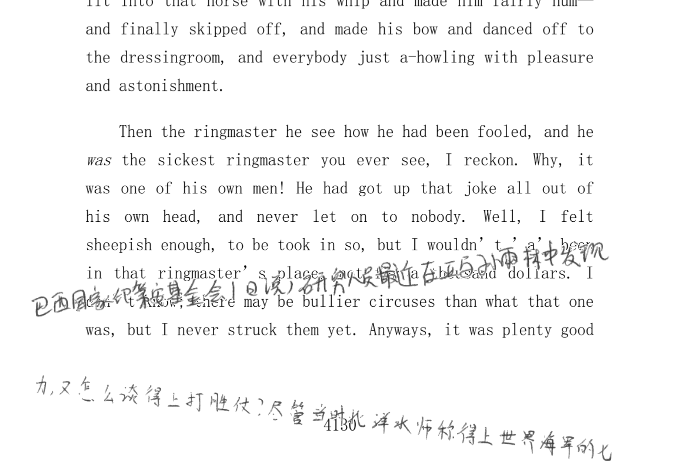 lit into that horse with his whip and made him fairly hum—
and finally skipped off, and made his bow and danced off to
the dressingroom, and everybody just a-howling with pleasure
and astonishment.
Then the ringmaster he see how he had been fooled, and he
was the sickest ringmaster you ever see, I reckon. Why, it
was one of his own men! He had got up that joke all out of
his own head, and never let on to nobody. Well, I felt
sheepish enough, to be took in so, but I wouldn't a' been
in that ringmaster's place, not for a thousand dollars. I
don't know; there may be bullier circuses than what that one
was, but I never struck them yet. Anyways, it was plenty good
巴西国家 基金会1日说,研究人员最近在亚马孙雨林中发现
力,又怎么谈得上打胜仗?尽管当时北洋水师称得上世界海军的七
4130